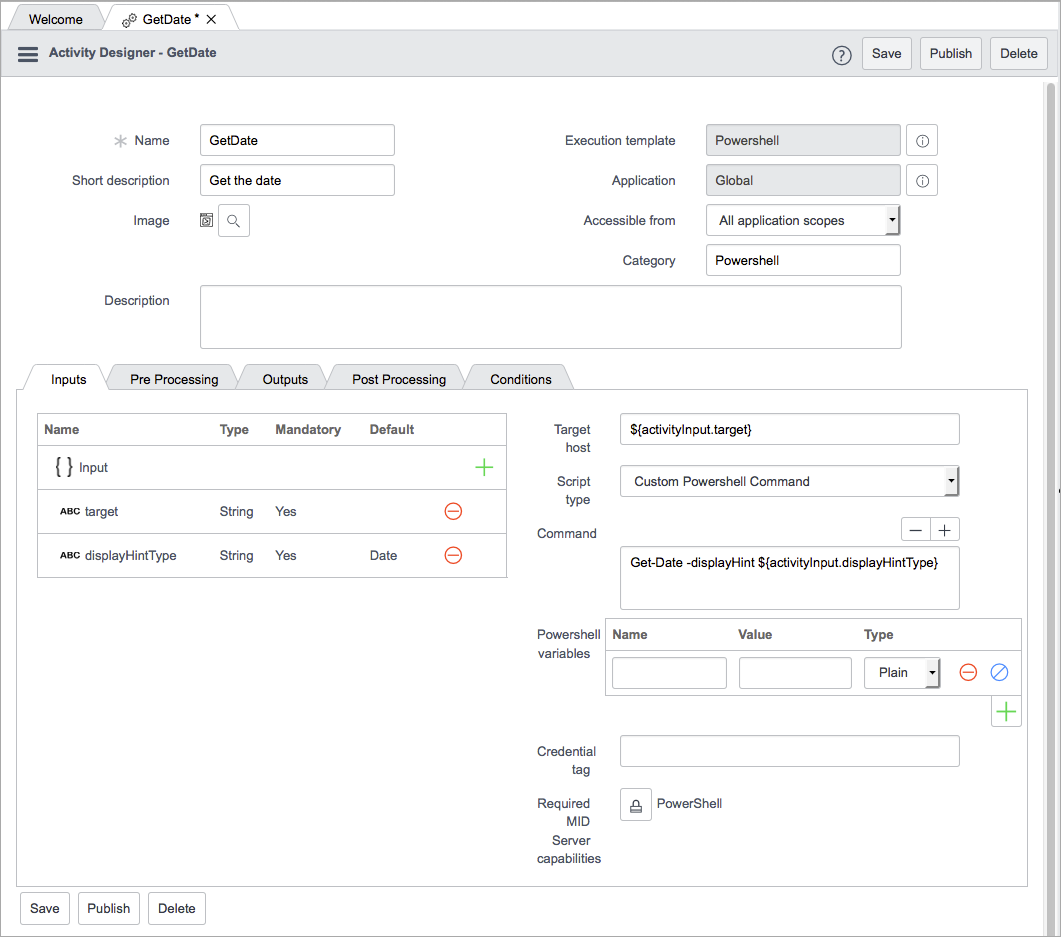 Welcome
GetDate *
Activity Designer - GetDate
Save
Publish
Delete
Name
GetDate
Execution template
Powershell
Short description
Get the date
Application
Global
Image
Accessible from
All application scopes
Category
Powershell
Description
Inputs
Pre Processing
Outputs
Post Processing
Conditions
Name Type Mandatory Default
{ } Input
ABC target String Yes
ABC displayHintType String Yes Date
Target
host
${activityInput.target}
Script
type
Custom Powershell Command
Command
Get-Date -displayHint ${activityInput.displayHintType}
Powershell
variables
Name Value Type
Plain
Credential
tag
Required
MID
Server
capabilities
PowerShell
Save
Publish
Delete